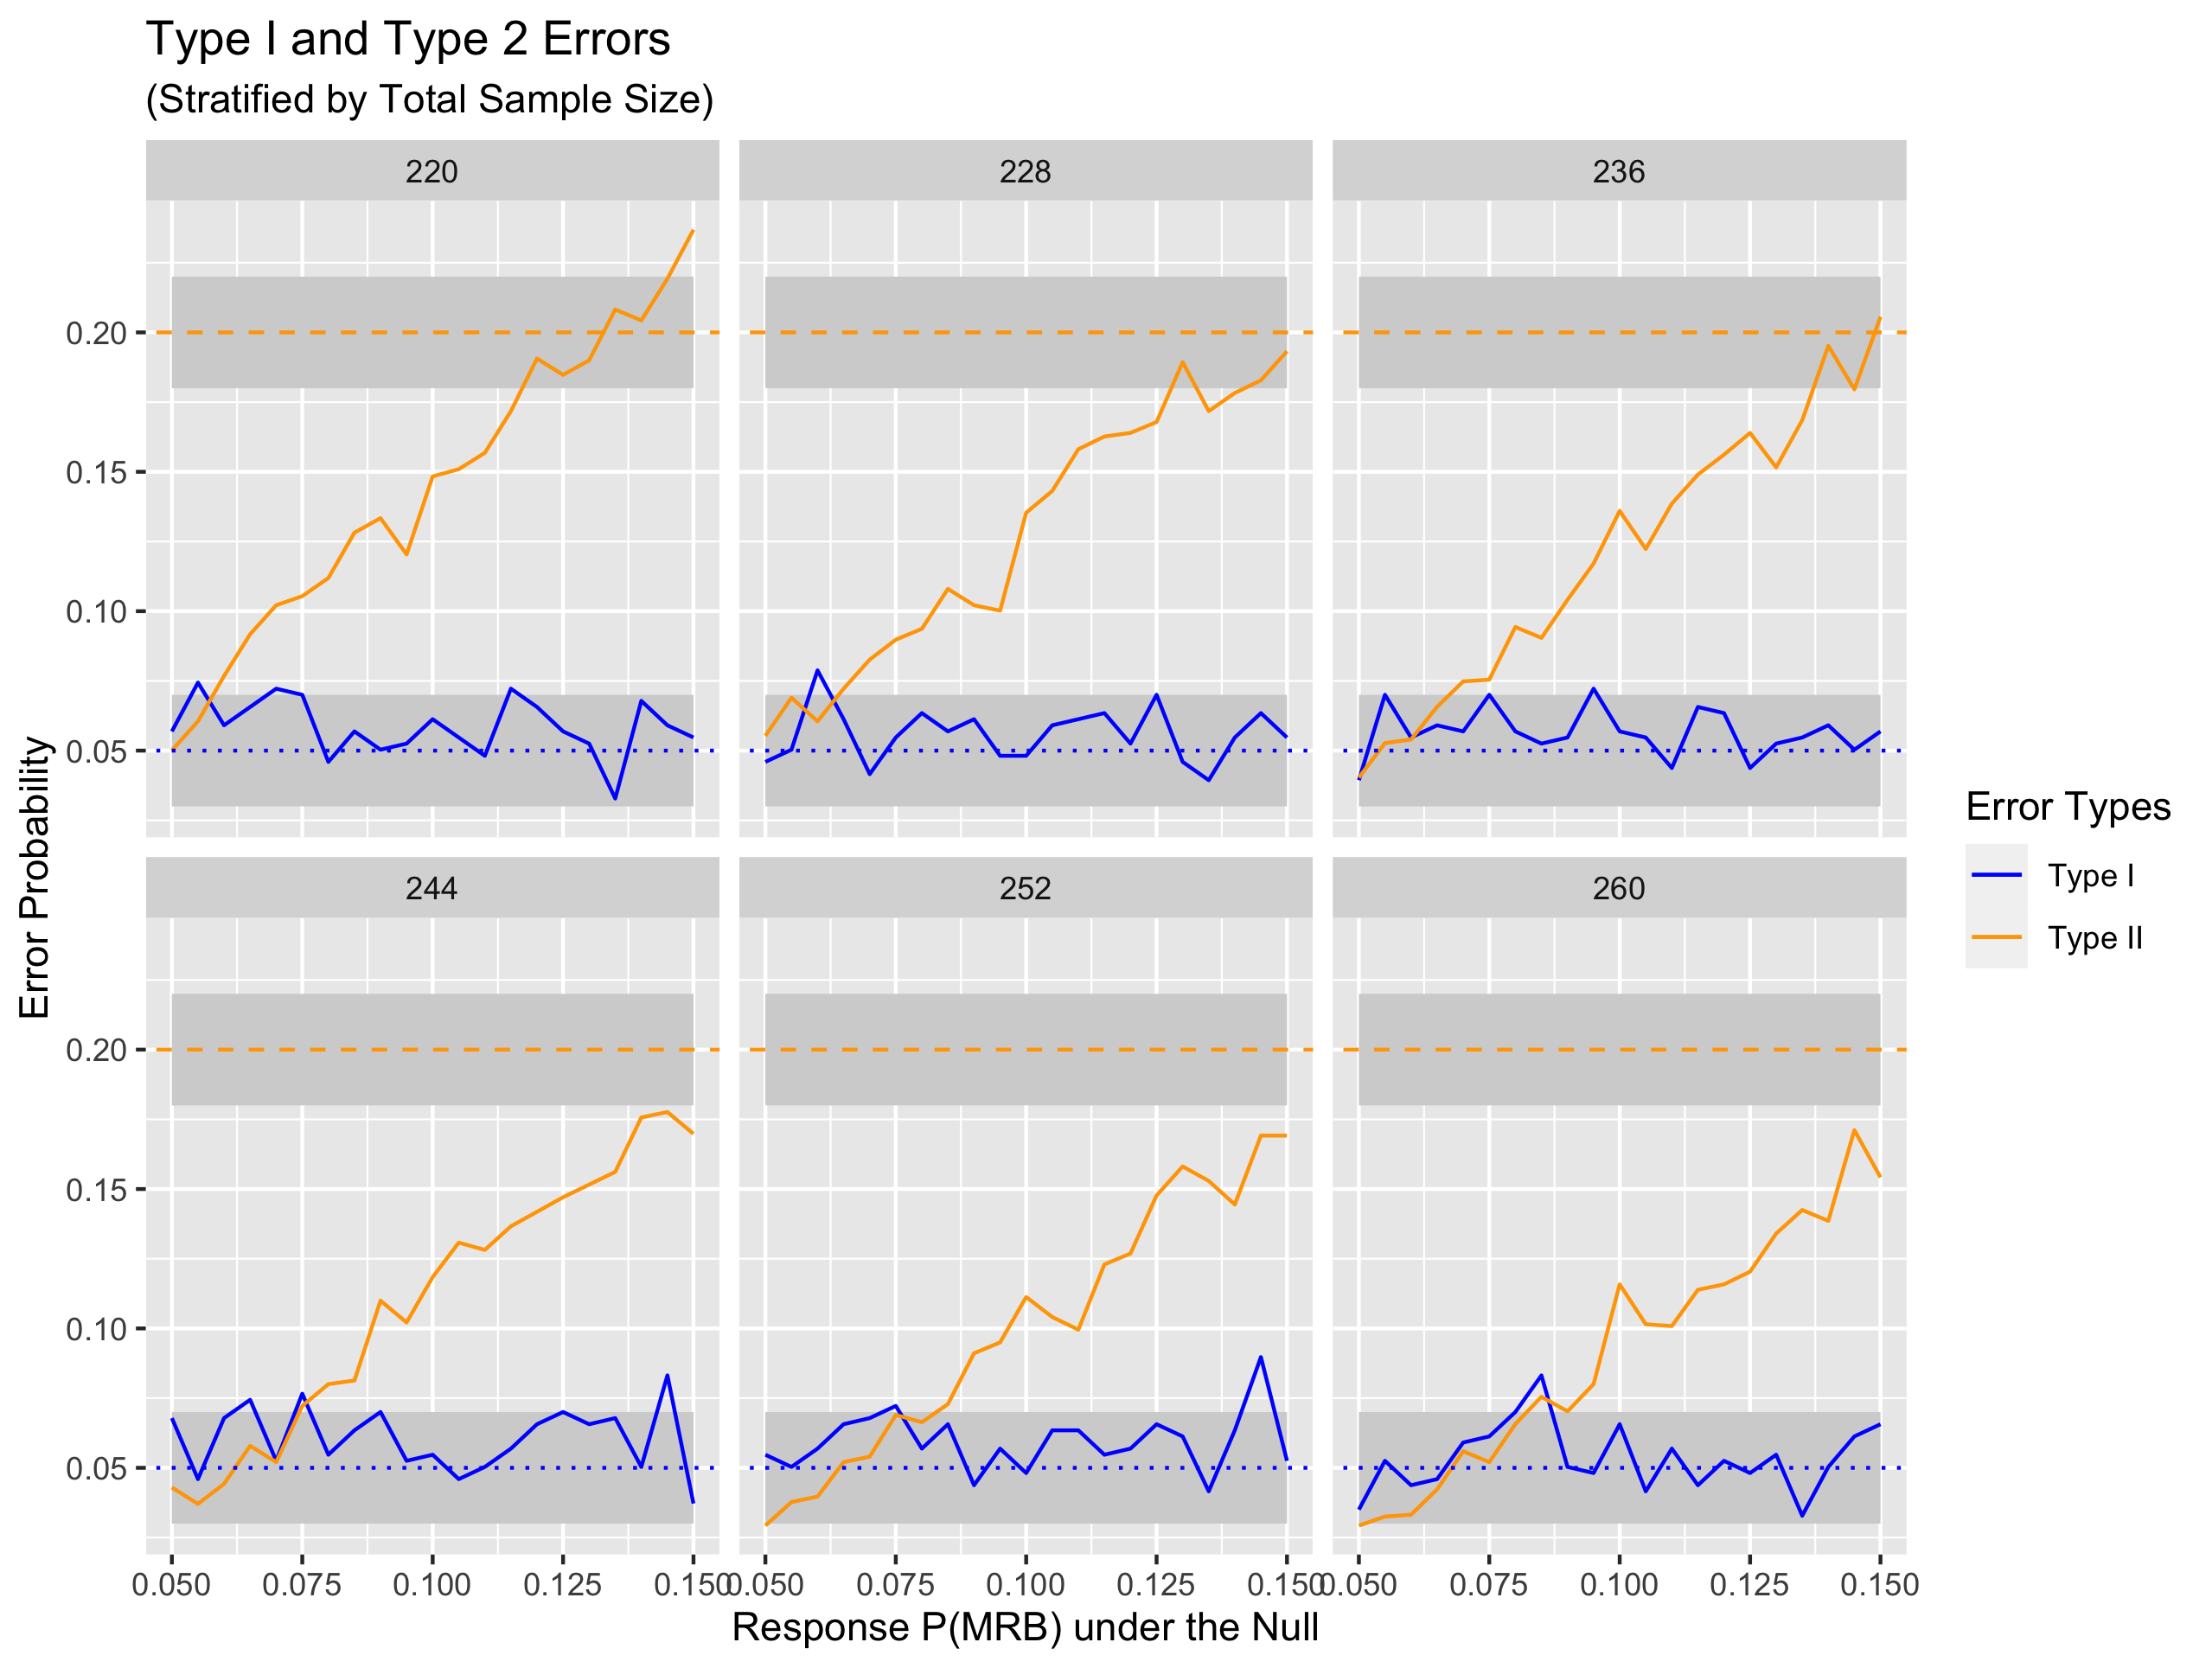 Type I and Type 2 Errors
(Stratified by Total Sample Size)
220 228 236
0.20
0.15
0.10
0.05
244 252 260
0.20
0.15
0.10
0.05
0.050 0.075 0.100 0.125 0.150 0.050 0.075 0.100 0.125 0.150 0.050 0.075 0.100 0.125 0.150
Response P(MRB) under the Null
Error Probability
Error Types
Type I
Type II